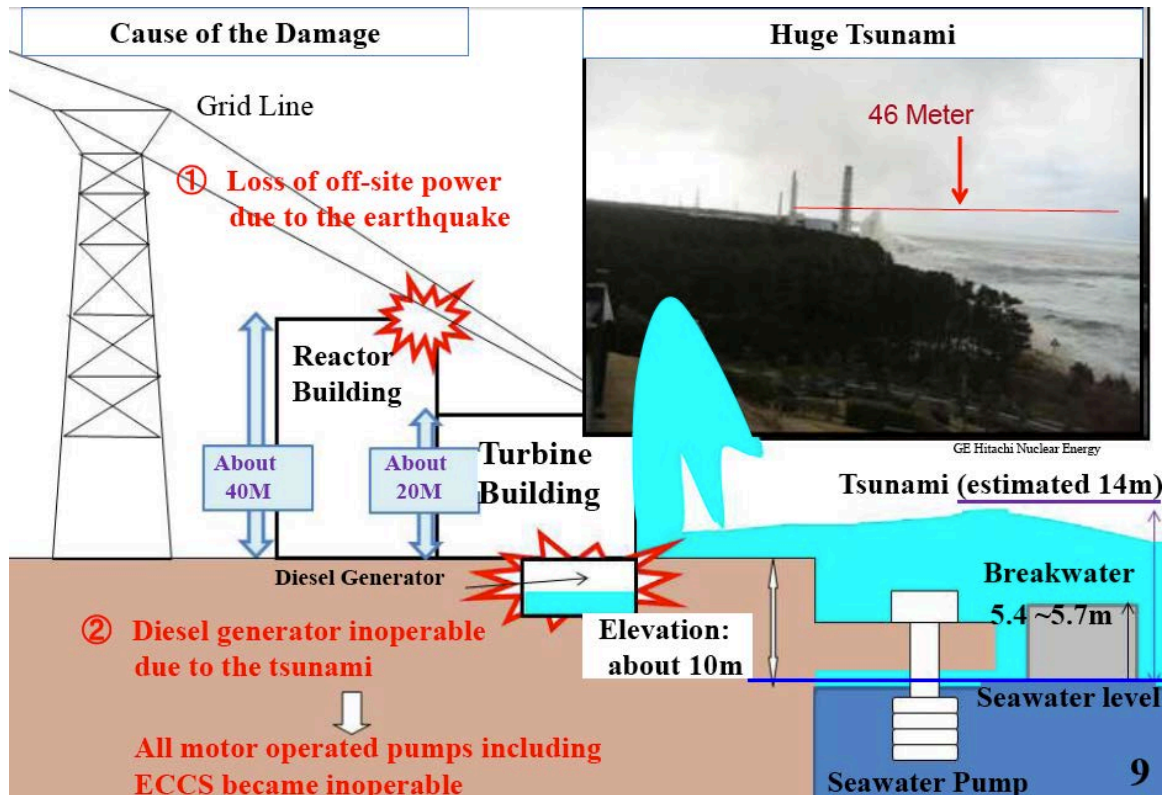 Cause of the Damage
Huge Tsunami
Grid Line
46 Meter
① Loss of off-site power
due to the earthquake
Reactor
Building
About
40M
About
20M
Turbine
Building
GE Hitachi Nuclear Energy
Tsunami (estimated 14m)
Diesel Generator
Breakwater
5.4 ~5.7m
② Diesel generator inoperable
due to the tsunami
Elevation:
about 10m
Seawater level
All motor operated pumps including
ECCS became inoperable
Seawater Pump
9